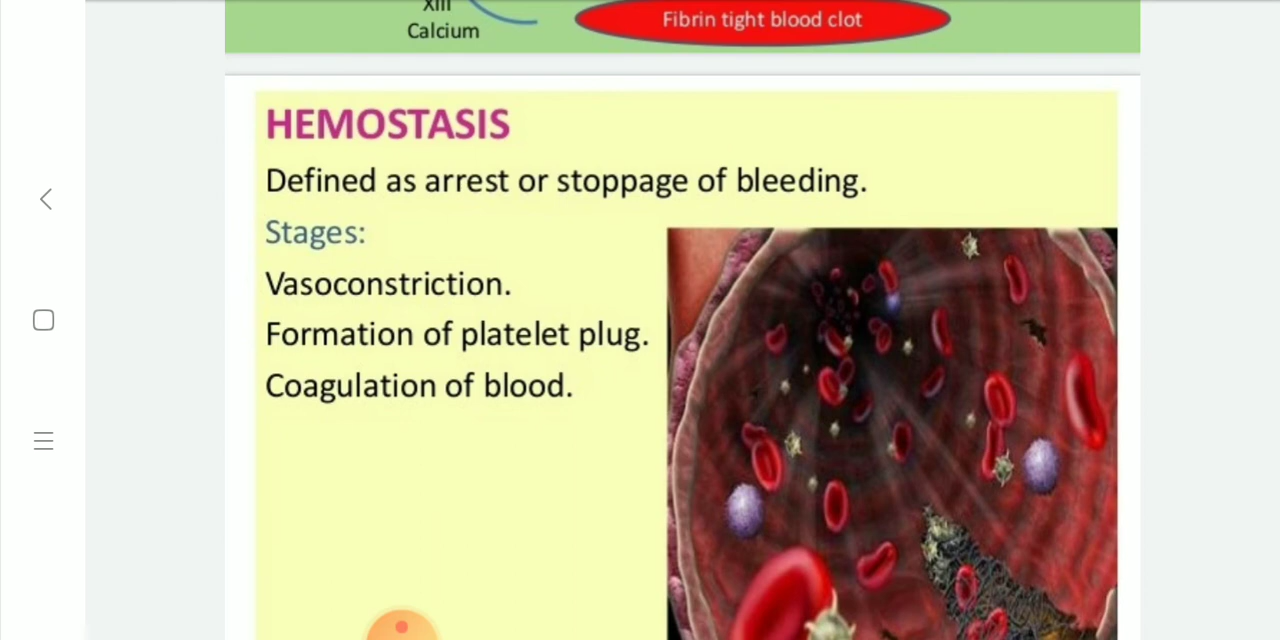 XIII
Calcium
Fibrin tight blood clot
HEMOSTASIS
Defined as arrest or stoppage of bleeding.
Stages:
Vasoconstriction.
Formation of platelet plug.
Coagulation of blood.